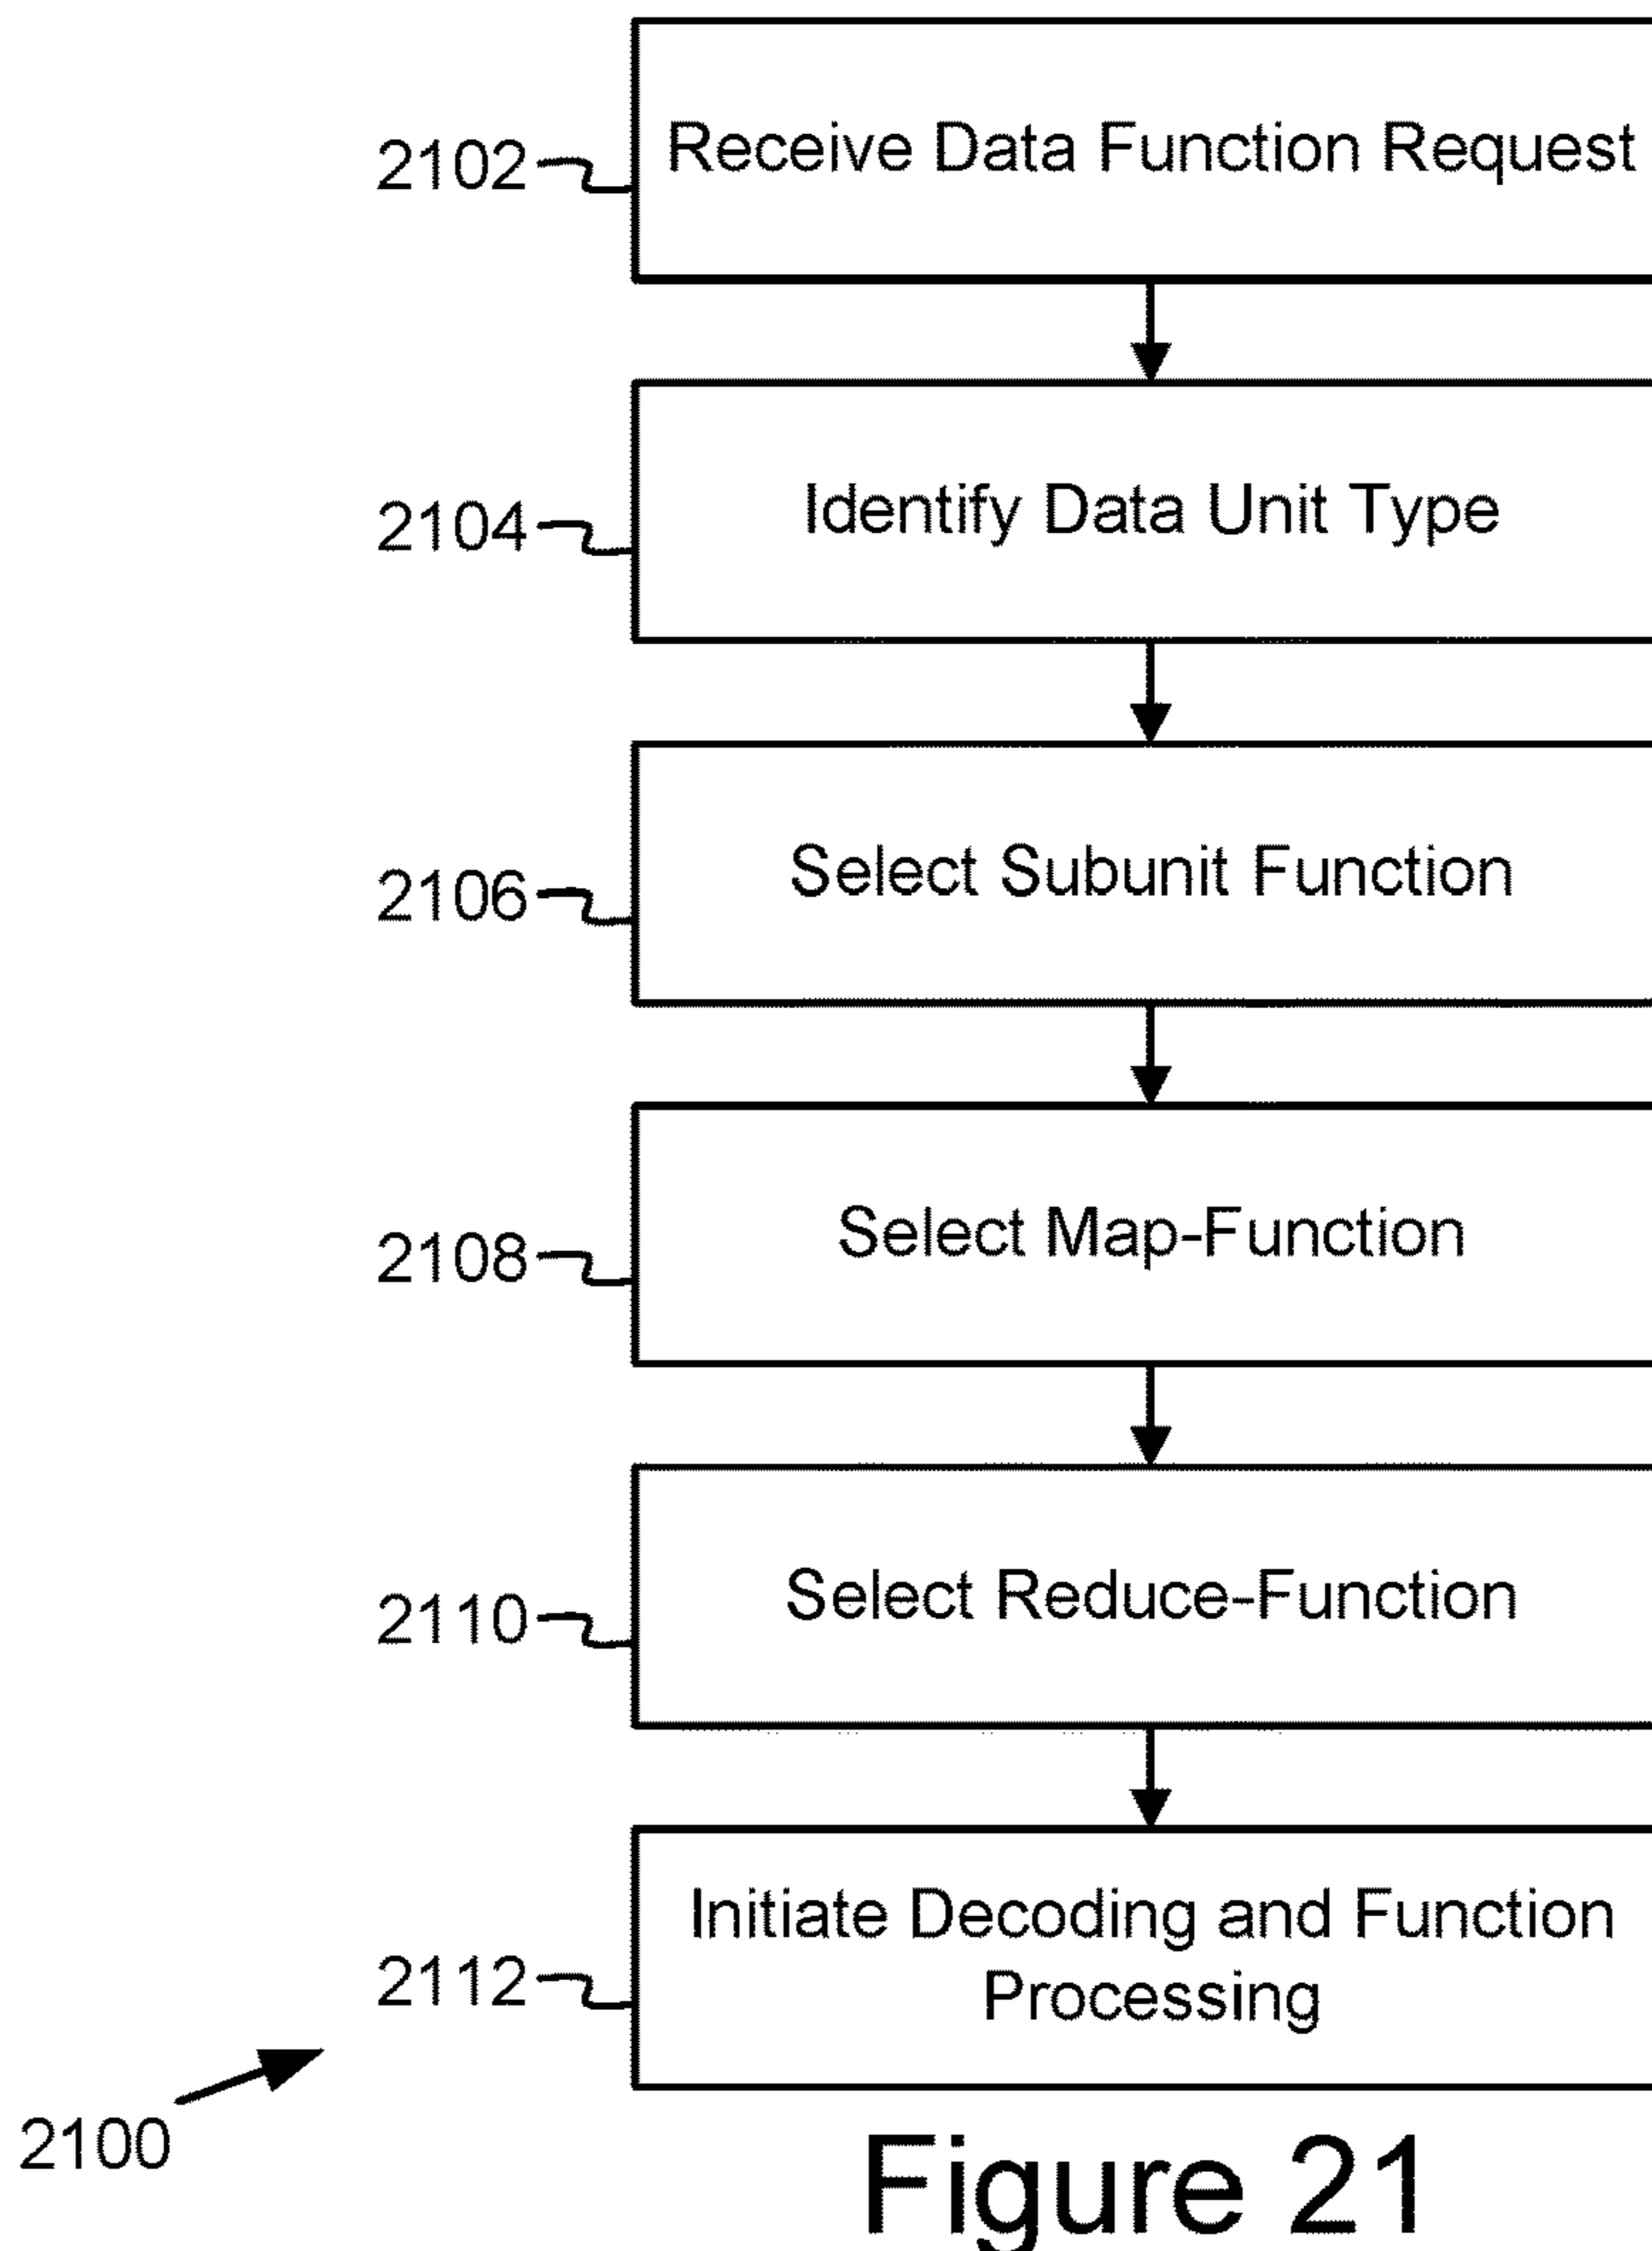 2102
Receive Data Function Request
2104
Identify Data Unit Type
2106
Select Subunit Function
2108
Select Map-Function
2110
Select Reduce-Function
2112
Initiate Decoding and Function
Processing
2100
Figure 21